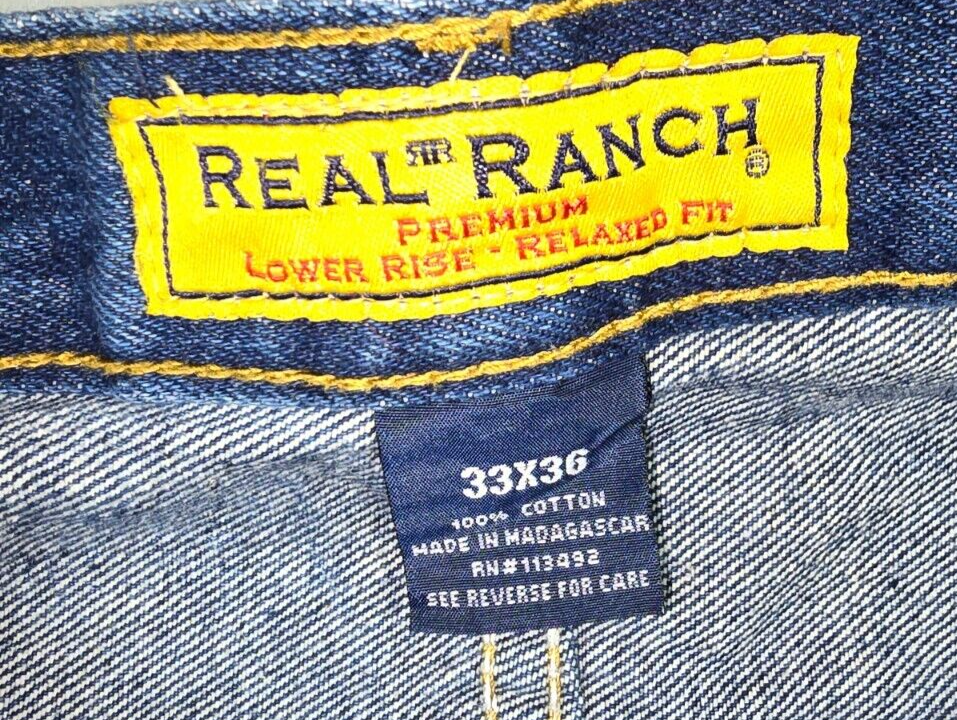 REAL RR RANCH ®
PREMIUM
LOWER RISE - RELAXED FIT
33X36
100% COTTON
MADE IN MADAGASCAR
RN#113492
SEE REVERSE FOR CARE